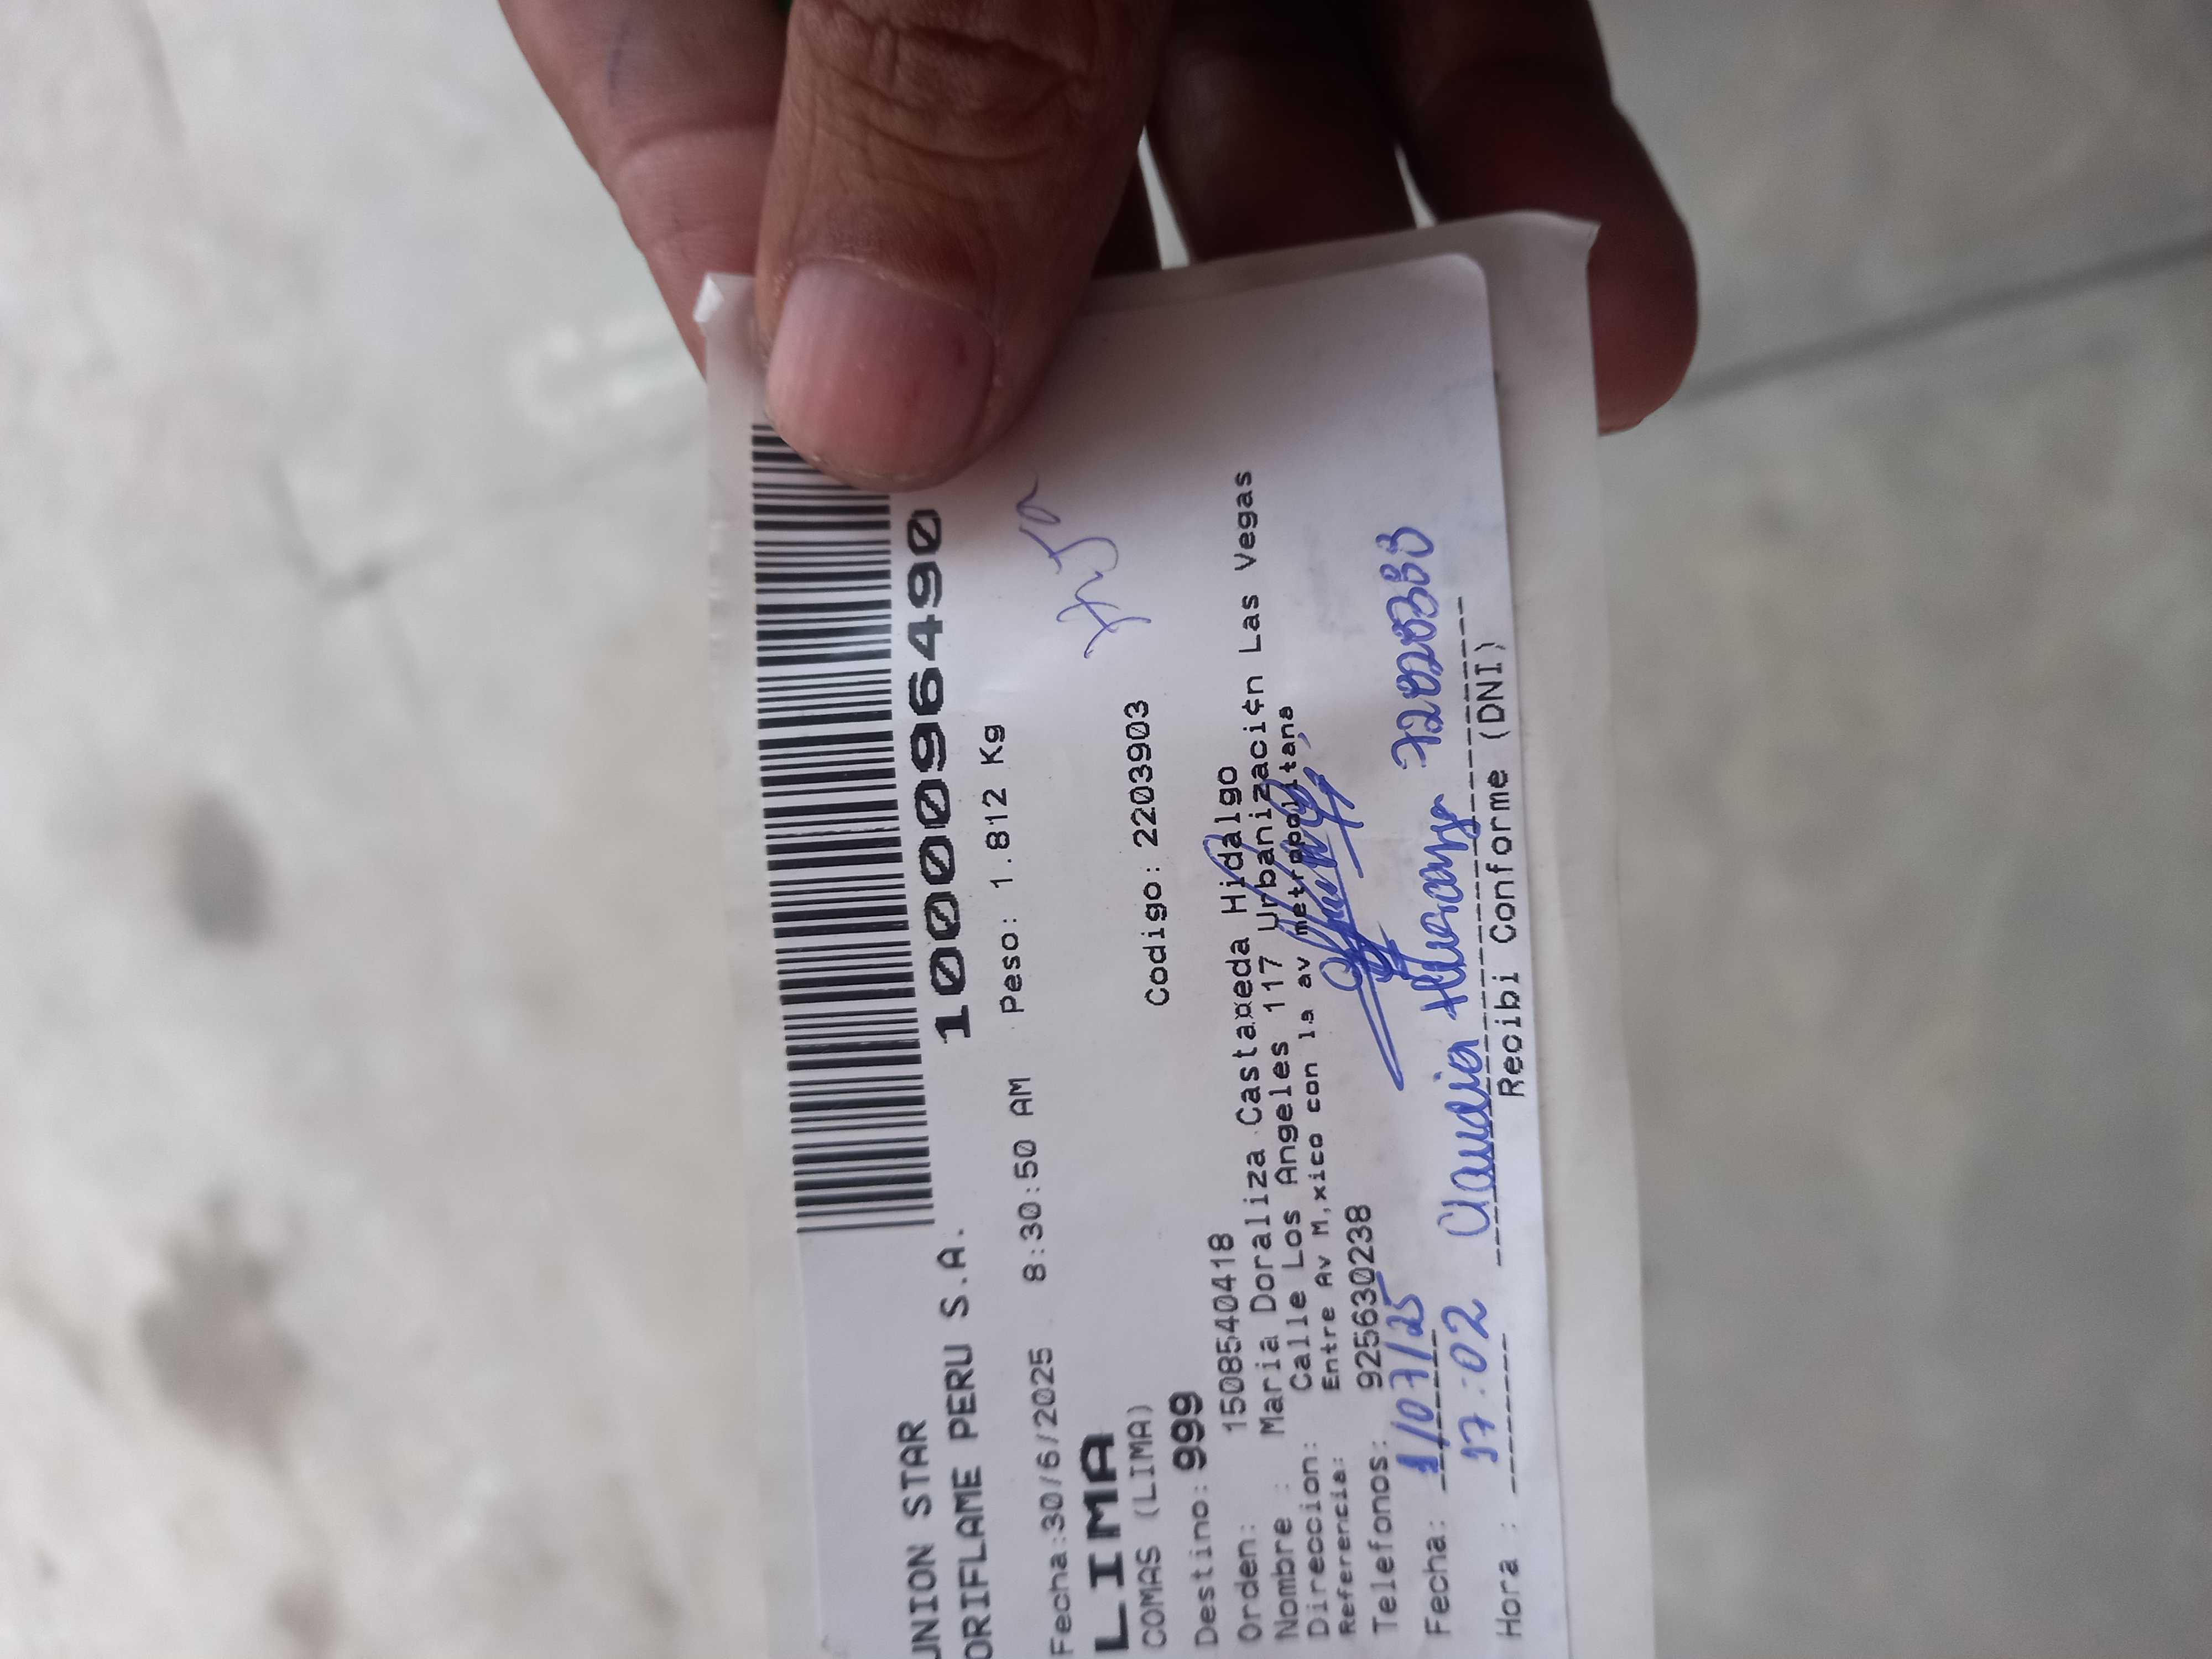 UNION STAR
ORIFLAME PERU S.A.
1000096490
Fecha:30/6/2025 8:30:50 AM Peso: 1.812 Kg
LIMA
hija
COMAS (LIMA)
Codigo: 2203903
Destino: 999
Orden: 1508540418
Nombre : Maria Doraliza Castaɶeda Hidalgo
Direccion: Calle Los Angeles 117 Urbanizaci¢n Las Vegas
Referencia: Entre Av M,xico con la av metropolitana
Telefonos: 925630238
Fecha: 1/07/25
Hora : 17:02
Claudia
Recibi Conforme (DNI)